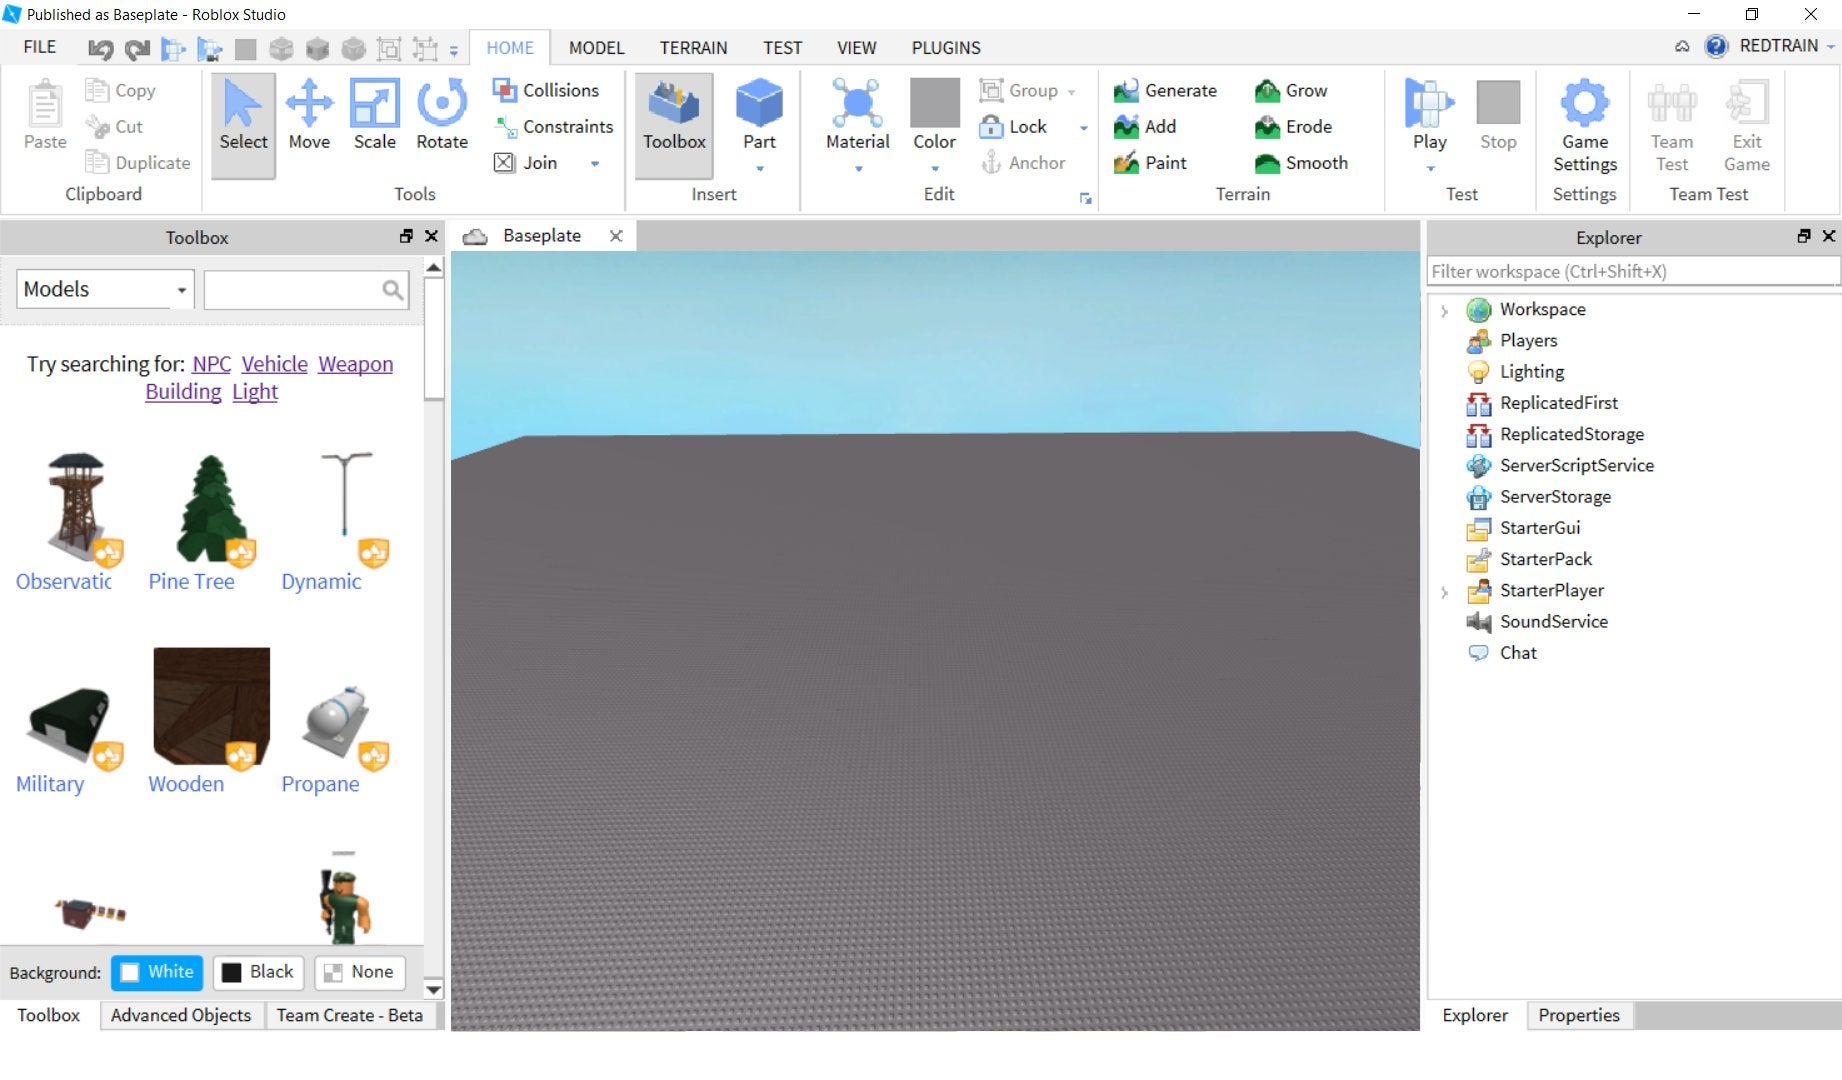 Published as Baseplate - Roblox Studio
FILE HOME MODEL TERRAIN TEST VIEW PLUGINS REDTRAIN
Paste
Copy
Cut
Duplicate
Clipboard
Select
Move
Scale
Rotate
Collisions
Constraints
Join
Tools
Toolbox
Part
Insert
Material
Color
Group
Lock
Anchor
Edit
Generate
Add
Paint
Grow
Erode
Smooth
Terrain
Play
Stop
Test
Game
Settings
Settings
Team
Test
Exit
Game
Team Test
Toolbox
Models
Try searching for: NPC Vehicle Weapon
Building Light
Observatic Pine Tree Dynamic
Military Wooden Propane
Background: White Black None
Toolbox Advanced Objects Team Create - Beta
Baseplate
Explorer
Filter workspace (Ctrl+Shift+X)
Workspace
Players
Lighting
ReplicatedFirst
ReplicatedStorage
ServerScriptService
ServerStorage
StarterGui
StarterPack
StarterPlayer
SoundService
Chat
Explorer Properties